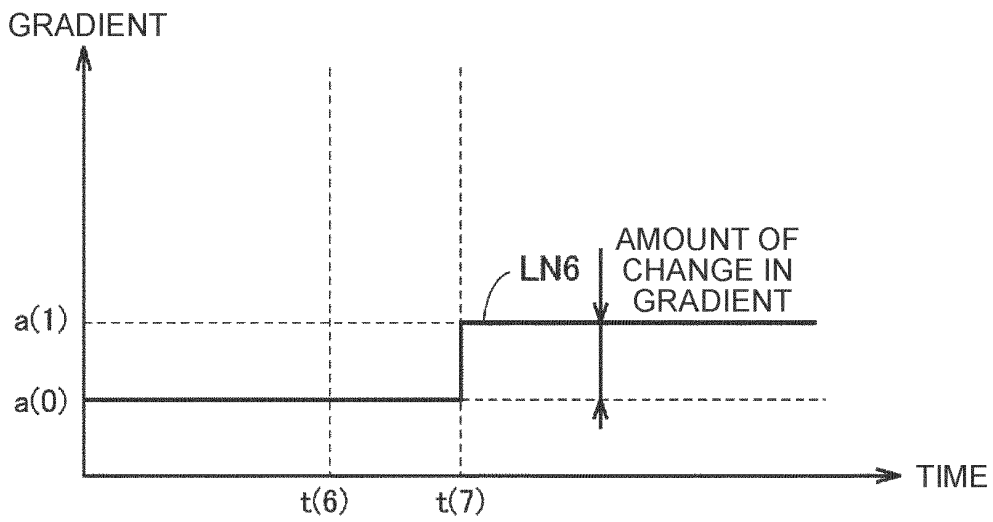 GRADIENT
AMOUNT OF
CHANGE IN
GRADIENT
LN6
a(1)
a(0)
TIME
t(6)
t(7)